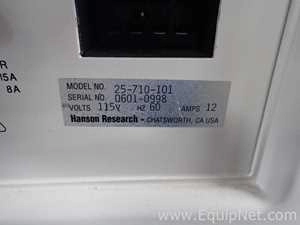 R
15A
8A
MODEL NO. 25-710-101
SERIAL NO. 0601-0998
VOLTS 115V HZ 60 AMPS 12
Hanson Research - CHATSWORTH, CA USA
www.EquipNet.com